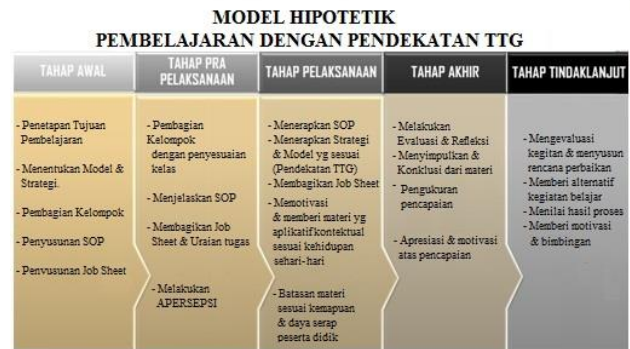 MODEL HIPOTETIK
PEMBELAJARAN DENGAN PENDEKATAN TTG
TAHAP AWAL
- Penetapan Tujuan
Pembelajaran
- Menentukan Model &
Strategi.
- Pembagian Kelompok
- Penyusunan SOP
- Penyusunan Job Sheet
TAHAP PRA
PELAKSANAAN
- Pembagian
Kelompok
dengan penyesuaian
kelas
- Menjelaskan SOP
- Membagikan Job
Sheet & Uraian tugas
- Melakukan
APERSEPSI
TAHAP PELAKSANAAN
- Menerapkan SOP
- Menerapkan Strategi
& Model yg sesuai
(Pendekatan TTG)
- Membagikan Job Sheet
- Memotivasi
& memberi materi yg
aplikatif kontektual
sesuai kehidupan
sehari-hari
- Batasan materi
sesuai kemapuan
& daya serap
peserta didik
TAHAP AKHIR
- Melakukan
Evaluasi & Refleksi
- Menyimpulkan &
Konklusi dari materi
- Pengukuran
pencapaian
- Apresiasi & motivasi
atas pencapaian
TAHAP TINDAKLANJUT
- Mengevaluasi
kegitan & menyusun
rencana perbaikan
- Memberi alternatif
kegiatan belajar
- Menilai hasil proses
- Memberi motivasi
& bimbingan